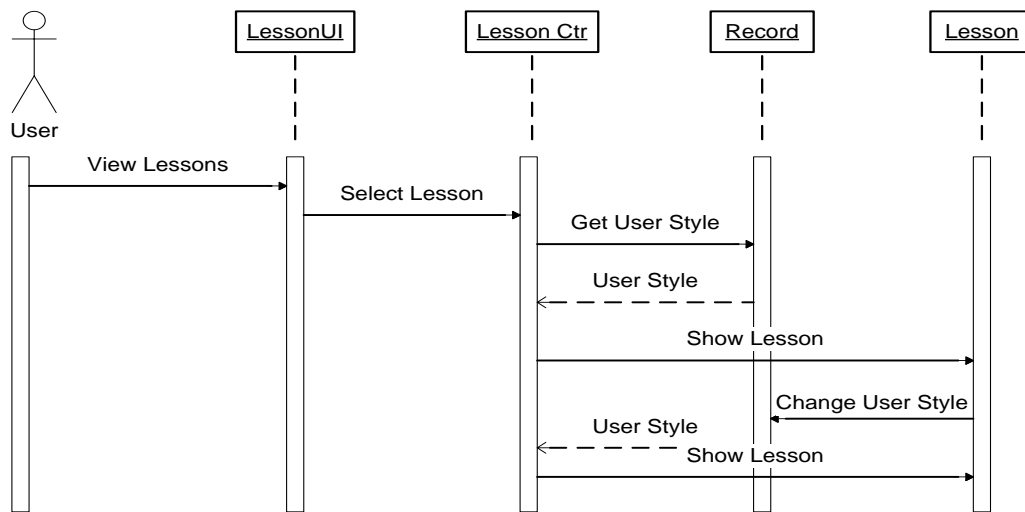 LessonUI
Lesson Ctr
Record
Lesson
User
View Lessons
Select Lesson
Get User Style
User Style
Show Lesson
Change User Style
User Style
Show Lesson